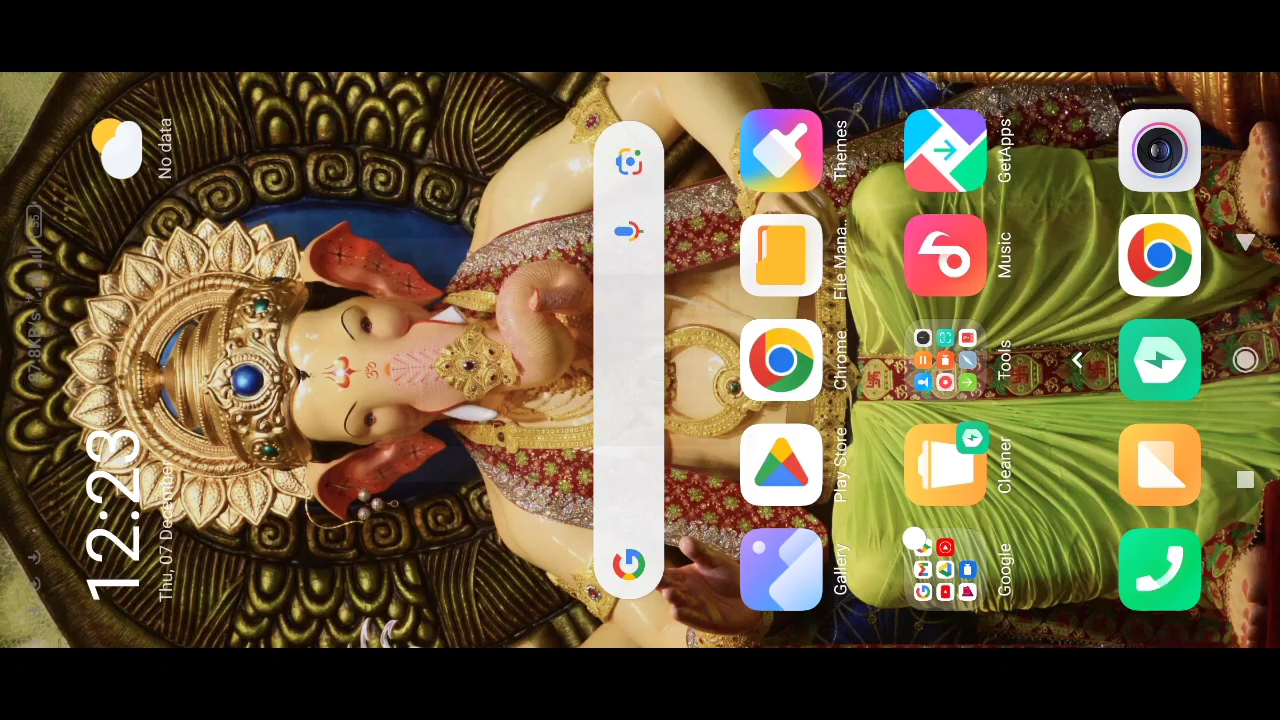 12:23
Thu, 07 December
No data
Gallery
Play Store
Chrome
File Mana..
Themes
Google
Cleaner
Tools
Music
GetApps
ॐ